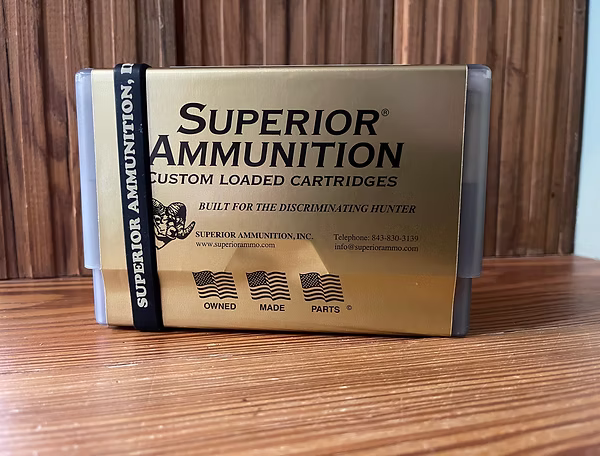 SUPERIOR®
AMMUNITION
CUSTOM LOADED CARTRIDGES
BUILT FOR THE DISCRIMINATING HUNTER
SUPERIOR AMMUNITION, INC. Telephone: 843-830-3139
www.superiorammo.com info@superiorammo.com
OWNED MADE PARTS ©
SUPERIOR AMMUNITION,